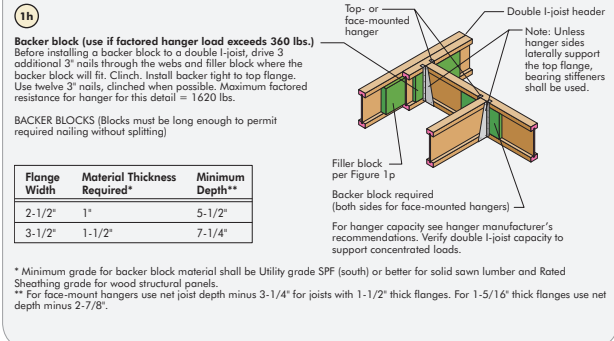 1h
Backer block (use if factored hanger load exceeds 360 lbs.)
Before installing a backer block to a double I-joist, drive 3
additional 3" nails through the webs and filler block where the
backer block will fit. Clinch. Install backer tight to top flange.
Use twelve 3" nails, clinched when possible. Maximum factored
resistance for hanger for this detail = 1620 lbs.
BACKER BLOCKS (Blocks must be long enough to permit
required nailing without splitting)
Flange Width
Material Thickness Required*
Minimum Depth**
2-1/2" 1" 5-1/2"
3-1/2" 1-1/2" 7-1/4"
Top- or
face-mounted
hanger
Double I-joist header
Note: Unless
hanger sides
laterally support
the top flange,
bearing stiffeners
shall be used.
Filler block
per Figure 1p
Backer block required
(both sides for face-mounted hangers)
For hanger capacity see hanger manufacturer's
recommendations. Verify double I-joist capacity to
support concentrated loads.
* Minimum grade for backer block material shall be Utility grade SPF (south) or better for solid sawn lumber and Rated
Sheathing grade for wood structural panels.
** For face-mount hangers use net joist depth minus 3-1/4" for joists with 1-1/2" thick flanges. For 1-5/16" thick flanges use net
depth minus 2-7/8".